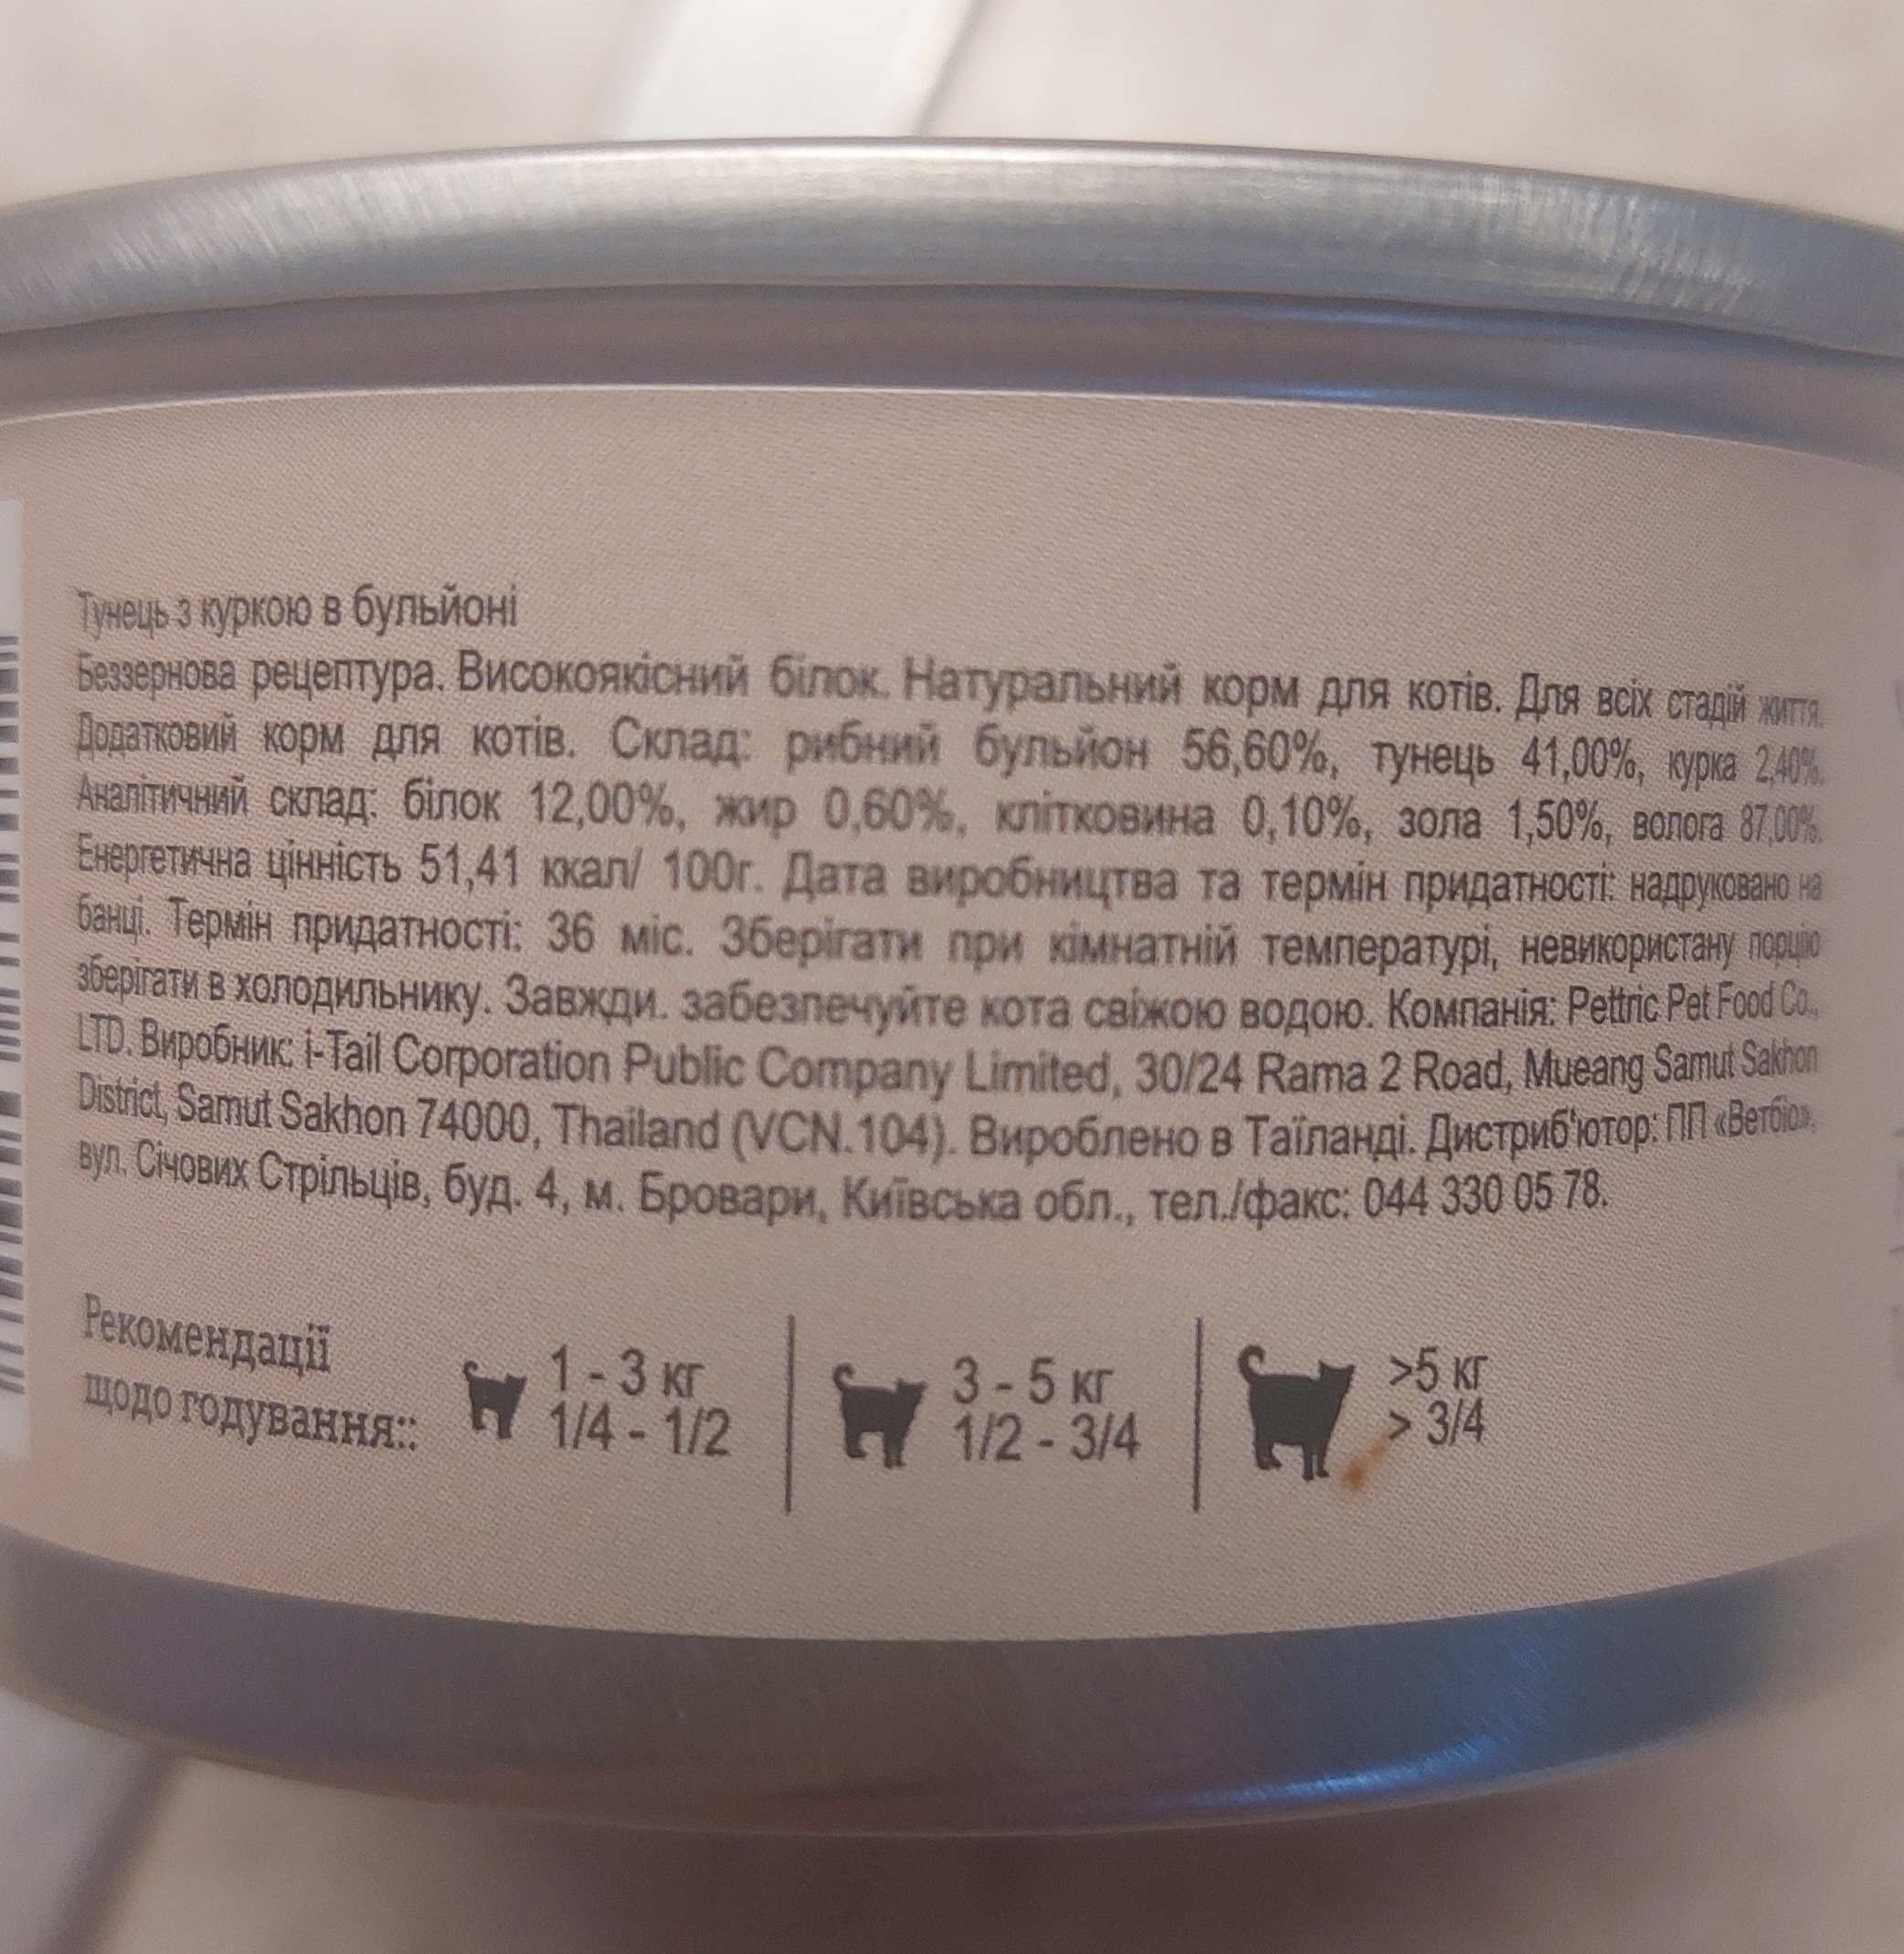 Тунець з куркою в бульйоні
Беззернова рецептура. Високоякісний білок. Натуральний корм для котів. Для всіх стадій життя.
Додатковий корм для котів. Склад: рибний бульйон 56,60%, тунець 41,00%, курка 2,40%.
Аналітичний склад: білок 12,00%, жир 0,60%, клітковина 0,10%, зола 1,50%, волога 87,00%.
Енергетична цінність 51,41 ккал/ 100г. Дата виробництва та термін придатності: надруковано на
банці. Термін придатності: 36 міс. Зберігати при кімнатній температурі, невикористану порцію
зберігати в холодильнику. Завжди. забезпечуйте кота свіжою водою. Компанія: Pettric Pet Food Co.,
LTD. Виробник: i-Tail Corporation Public Company Limited, 30/24 Rama 2 Road, Mueang Samut Sakhon
District, Samut Sakhon 74000, Thailand (VCN.104). Вироблено в Таїланді. Дистриб'ютор: ПП «Ветбіо»,
вул. Січових Стрільців, буд. 4, м. Бровари, Київська обл., тел./факс: 044 330 05 78.
Рекомендації
щодо годування::
1 - 3 кг
1/4 - 1/2
3 - 5 кг
1/2 - 3/4
>5 кг
> 3/4